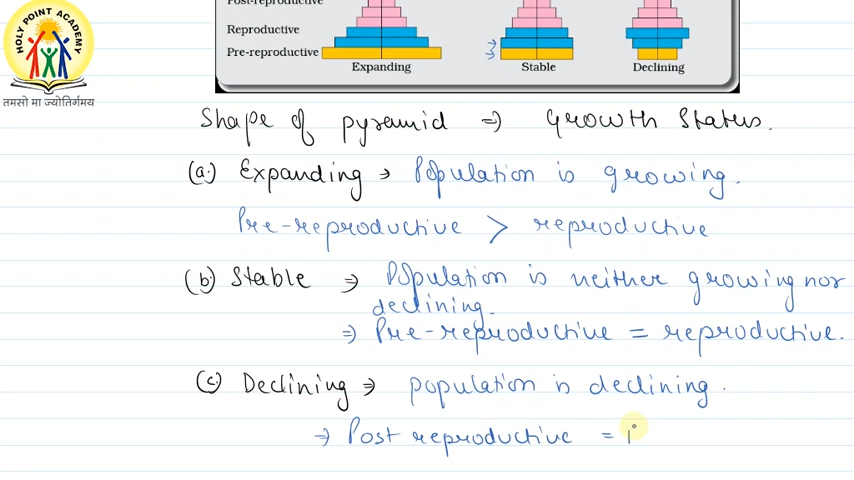 HOLY POINT ACADEMY
तमसो मा ज्योतिर्गमय
Post-reproductive
Reproductive
Pre-reproductive
Expanding Stable Declining
Shape of pyramid ⇒ Growth Status.
(a.) Expanding → Population is growing.
Pre-reproductive > reproductive
(b.) Stable ⇒ Population is neither growing nor
declining.
⇒ Pre-reproductive = reproductive.
(c.) Declining ⇒ population is declining.
⇒ Post reproductive =